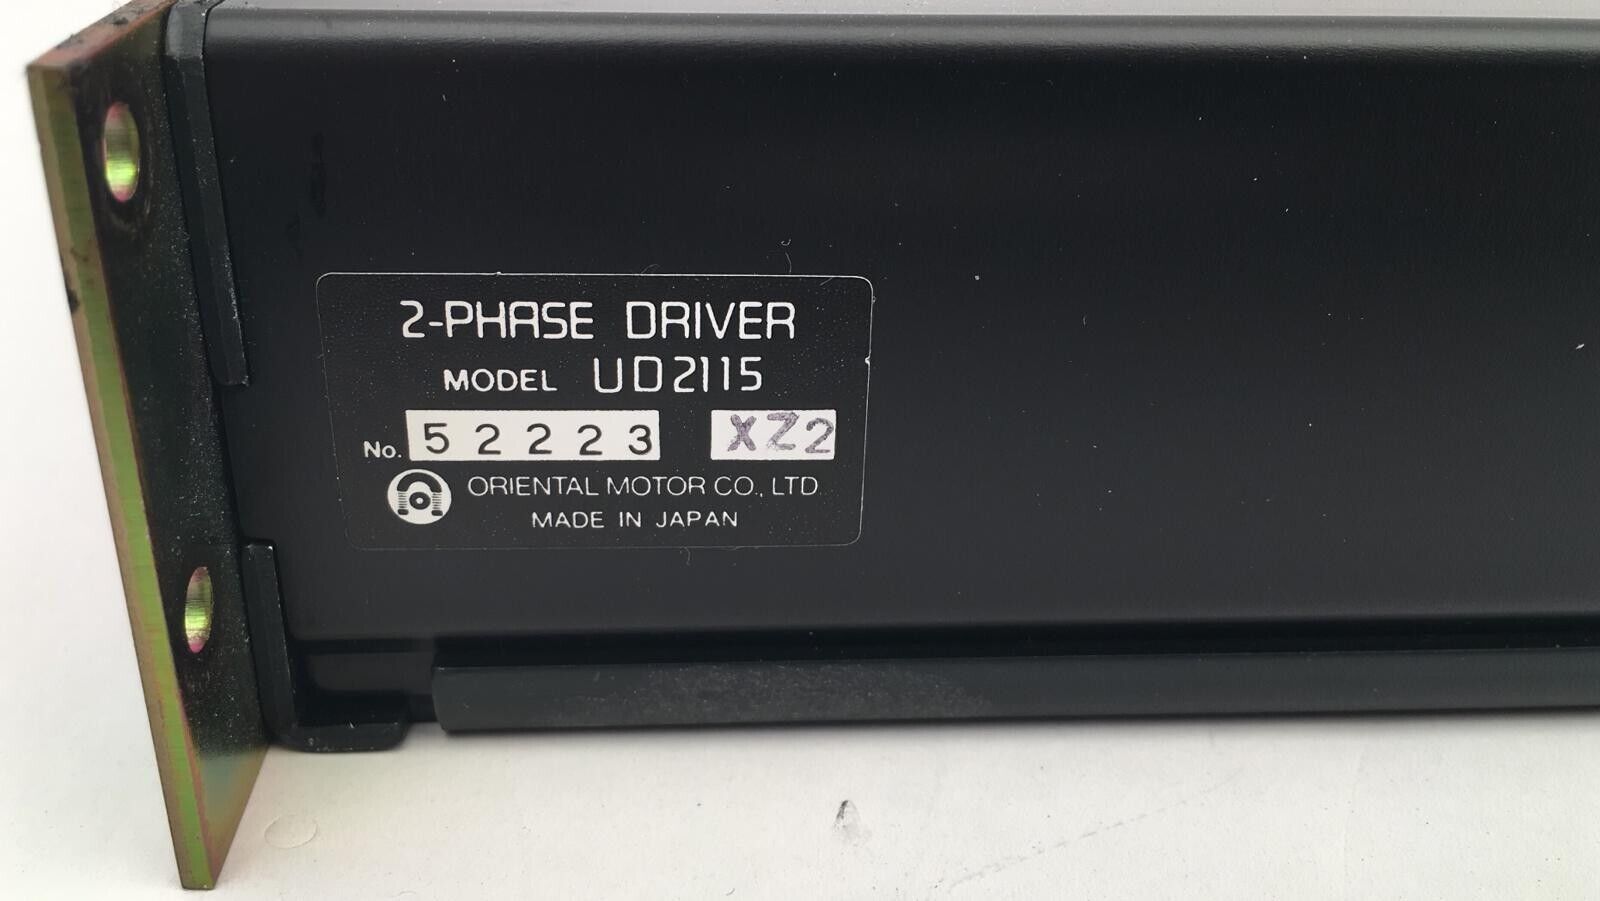 2-PHASE DRIVER
MODEL UD2115
No. 52223 XZ2
ORIENTAL MOTOR CO., LTD
MADE IN JAPAN